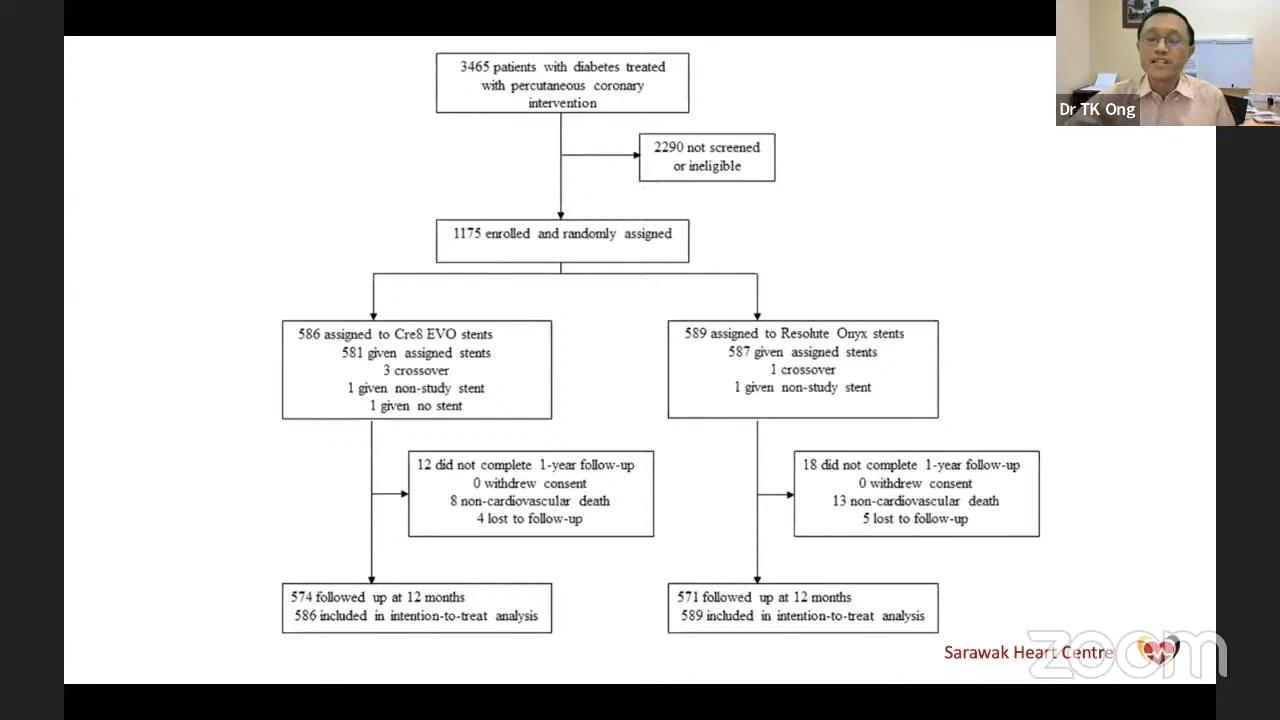 3465 patients with diabetes treated
with percutaneous coronary
intervention
Dr TK Ong
2290 not screened
or ineligible
1175 enrolled and randomly assigned
586 assigned to Cre8 EVO stents
581 given assigned stents
3 crossover
1 given non-study stent
1 given no stent
589 assigned to Resolute Onyx stents
587 given assigned stents
1 crossover
1 given non-study stent
12 did not complete 1-year follow-up
0 withdrew consent
8 non-cardiovascular death
4 lost to follow-up
18 did not complete 1-year follow-up
0 withdrew consent
13 non-cardiovascular death
5 lost to follow-up
574 followed up at 12 months
586 included in intention-to-treat analysis
571 followed up at 12 months
589 included in intention-to-treat analysis
Sarawak Heart Centre
zoom